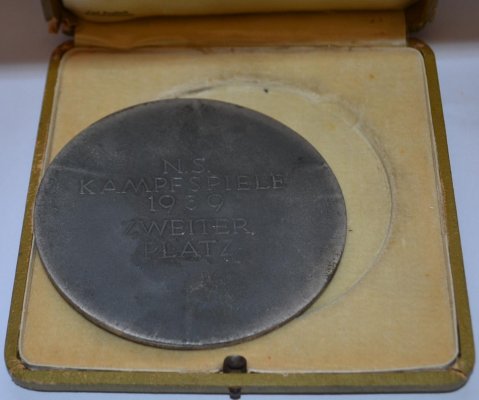 N.S.
KAMPFSPIELE
1939
ZWEITER
PLATZ